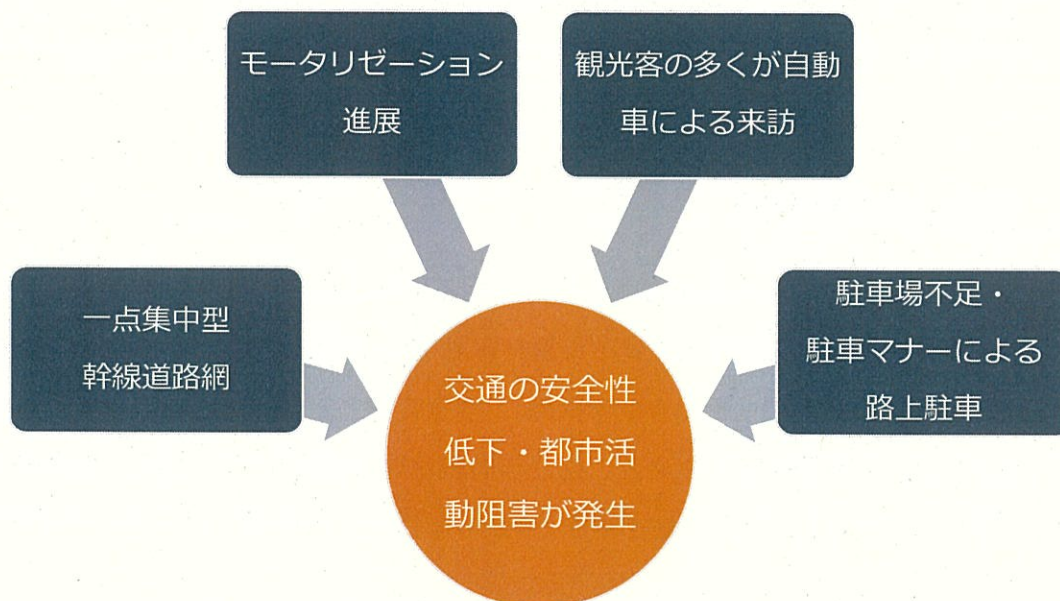 モータリゼーション
進展
観光客の多くが自動
車による来訪
一点集中型
幹線道路網
駐車場不足・
駐車マナーによる
路上駐車
交通の安全性
低下・都市活
動阻害が発生